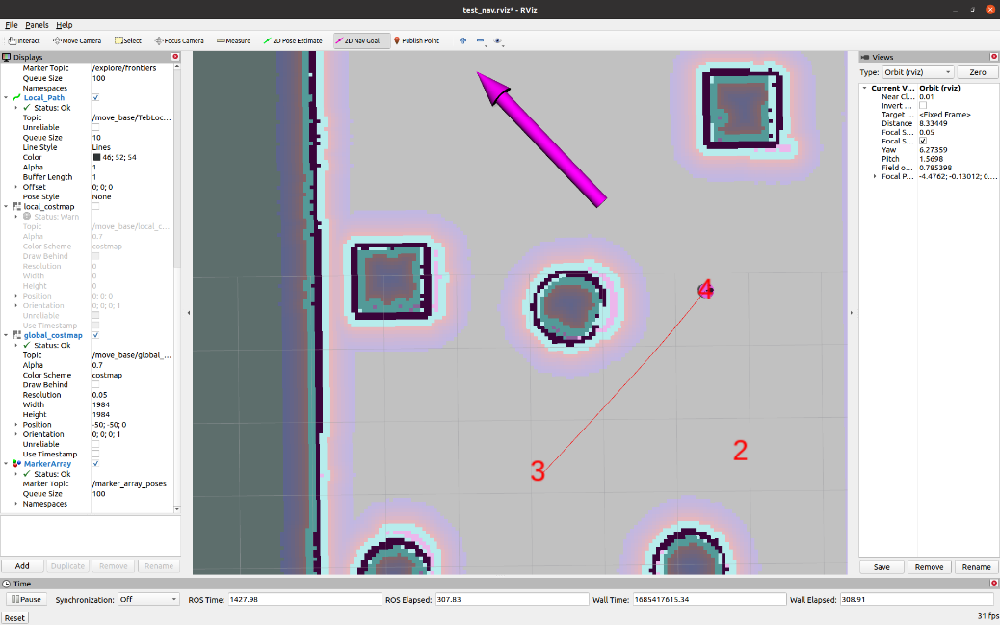 test_nav.rviz* - RViz
File Panels Help
Interact Move Camera Select Focus Camera Measure 2D Pose Estimate 2D Nav Goal Publish Point
Displays
Marker Topic /explore/frontiers
Queue Size 100
Namespaces
Local_Path
Status: Ok
Topic /move_base/TebLoc...
Unreliable
Queue Size 10
Line Style Lines
Color 46; 52; 54
Alpha 1
Buffer Length 1
Offset 0; 0; 0
Pose Style None
local_costmap
Status: Warn
Topic /move_base/local_c...
Alpha 0.7
Color Scheme costmap
Draw Behind
Resolution 0
Width 0
Height 0
Position 0; 0; 0
Orientation 0; 0; 0; 1
Unreliable
Use Timestamp
global_costmap
Status: Ok
Topic /move_base/global_...
Alpha 0.7
Color Scheme costmap
Draw Behind
Resolution 0.05
Width 1984
Height 1984
Position -50; -50; 0
Orientation 0; 0; 0; 1
Unreliable
Use Timestamp
MarkerArray
Status: Ok
Marker Topic /marker_array_poses
Queue Size 100
Namespaces
Add Duplicate Remove Rename
4
2
3
Views
Type: Orbit (rviz) Zero
Current V... Orbit (rviz)
Near Cl... 0.01
Invert ...
Target ... <Fixed Frame>
Distance 8.33449
Focal S... 0.05
Focal S...
Yaw 6.27359
Pitch 1.5698
Field o... 0.785398
Focal P... -4.4762; -0.13012; 0....
Save Remove Rename
Time
Pause Synchronization: Off ROS Time: 1427.98 ROS Elapsed: 307.83 Wall Time: 1685417615.34 Wall Elapsed: 308.91
Reset 31 fps